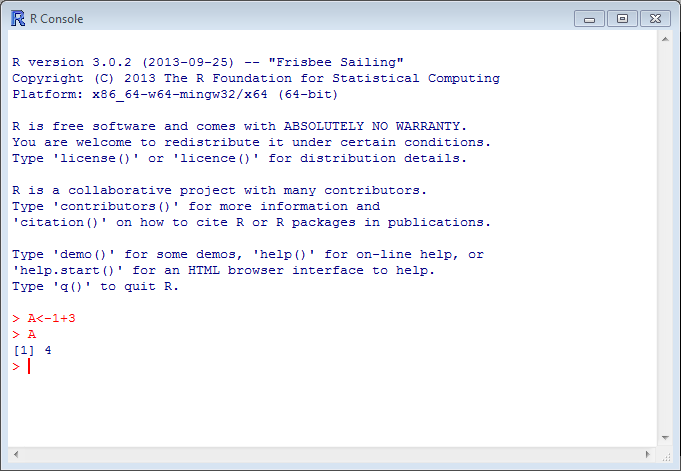 R Console
R version 3.0.2 (2013-09-25) -- "Frisbee Sailing"
Copyright (C) 2013 The R Foundation for Statistical Computing
Platform: x86_64-w64-mingw32/x64 (64-bit)
R is free software and comes with ABSOLUTELY NO WARRANTY.
You are welcome to redistribute it under certain conditions.
Type 'license()' or 'licence()' for distribution details.
R is a collaborative project with many contributors.
Type 'contributors()' for more information and
'citation()' on how to cite R or R packages in publications.
Type 'demo()' for some demos, 'help()' for on-line help, or
'help.start()' for an HTML browser interface to help.
Type 'q()' to quit R.
> A<-1+3
> A
[1] 4
>